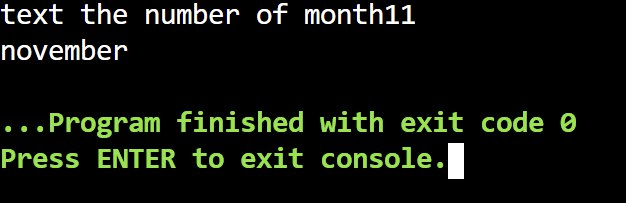 text the number of month11
november
...Program finished with exit code 0
Press ENTER to exit console.